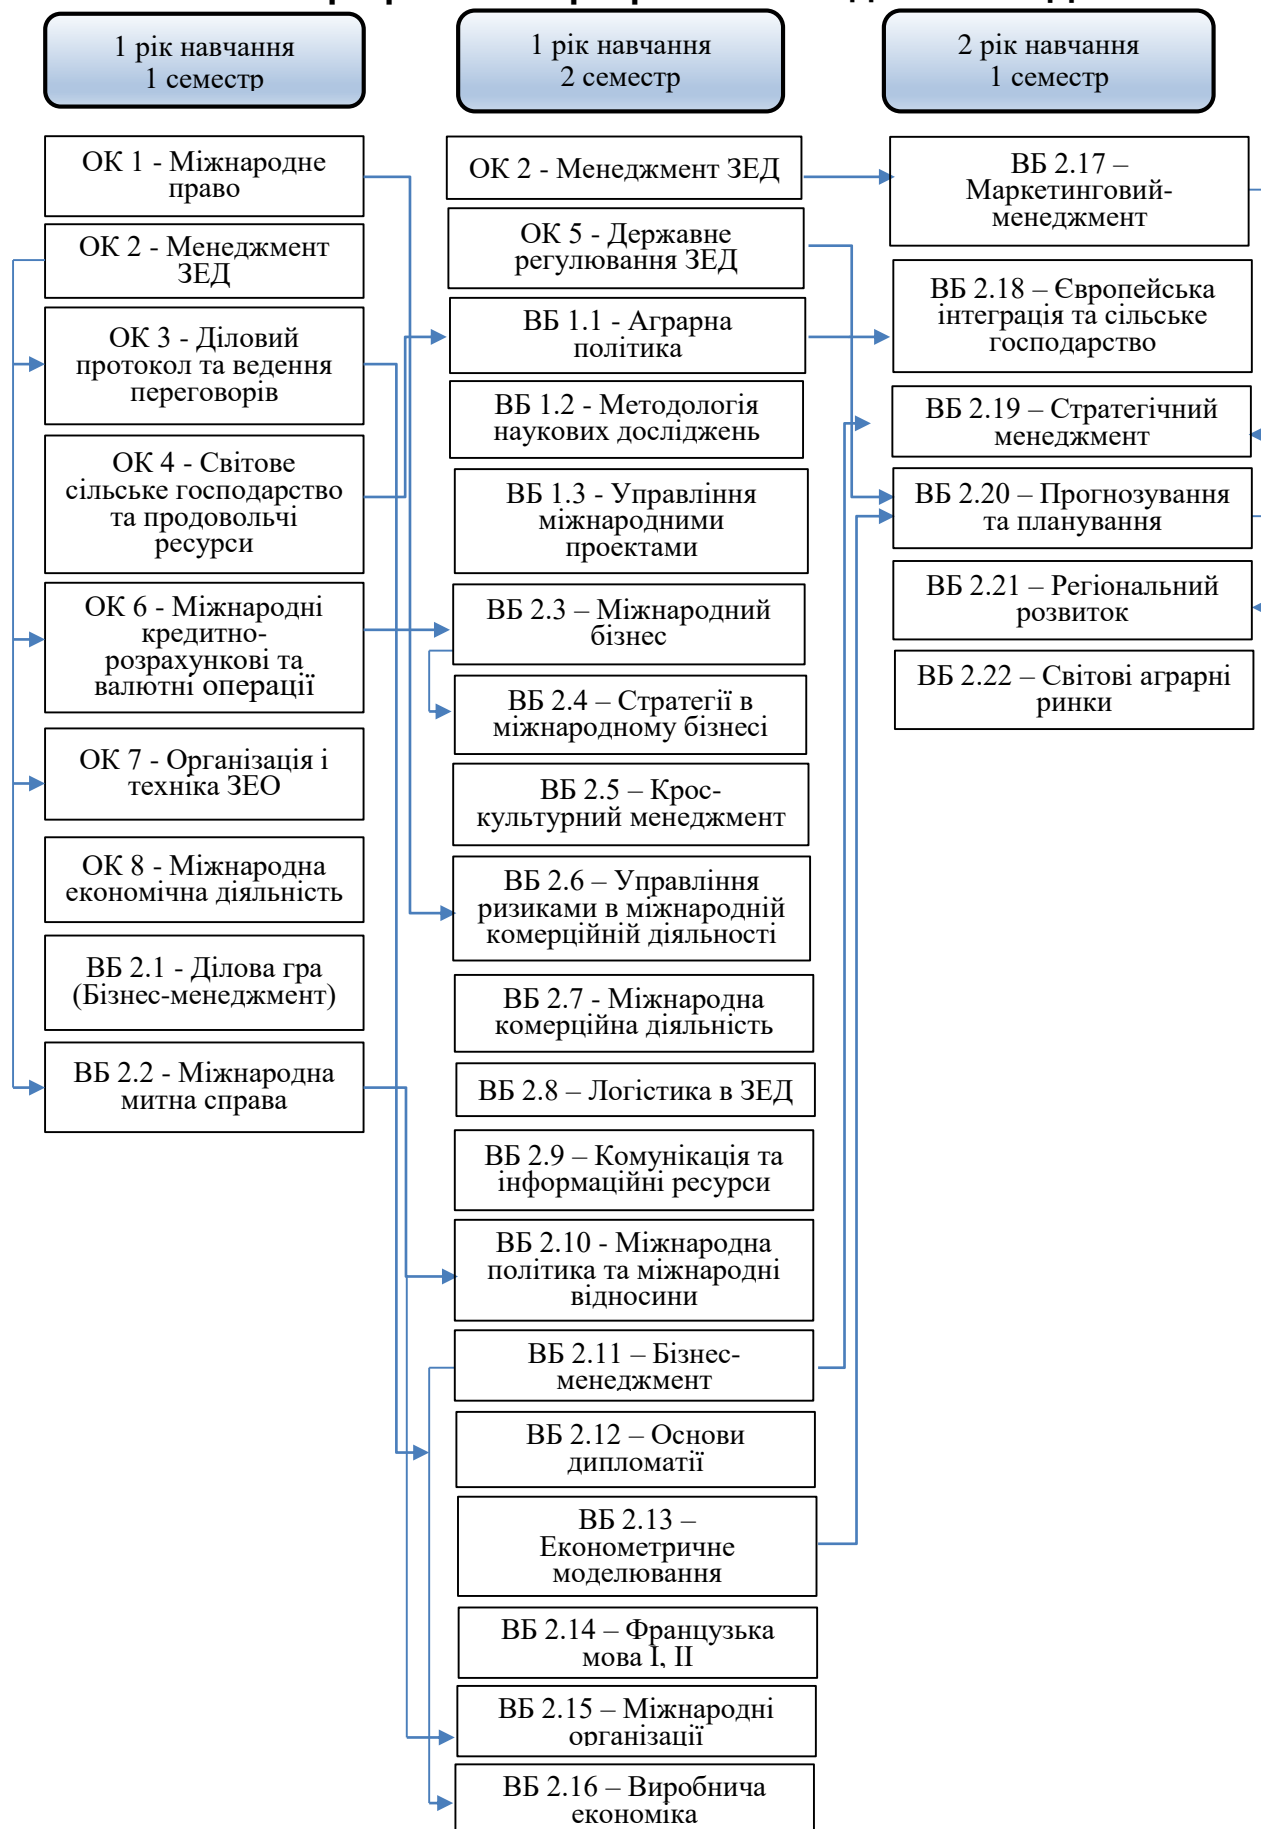 1 рік навчання
1 семестр
ОК 1 - Міжнародне
право
ОК 2 - Менеджмент
ЗЕД
ОК 3 - Діловий
протокол та ведення
переговорів
ОК 4 - Світове
сільське господарство
та продовольчі
ресурси
ОК 6 - Міжнародні
кредитно-
розрахункові та
валютні операції
ОК 7 - Організація і
техніка ЗЕО
ОК 8 - Міжнародна
економічна діяльність
ВБ 2.1 - Ділова гра
(Бізнес-менеджмент)
ВБ 2.2 - Міжнародна
митна справа
1 рік навчання
2 семестр
ОК 2 - Менеджмент ЗЕД
ОК 5 - Державне
регулювання ЗЕД
ВБ 1.1 - Аграрна
політика
ВБ 1.2 - Методологія
наукових досліджень
ВБ 1.3 - Управління
міжнародними
проектами
ВБ 2.3 – Міжнародний
бізнес
ВБ 2.4 – Стратегії в
міжнародному бізнесі
ВБ 2.5 – Крос-
культурний менеджмент
ВБ 2.6 – Управління
ризиками в міжнародній
комерційній діяльності
ВБ 2.7 - Міжнародна
комерційна діяльність
ВБ 2.8 – Логістика в ЗЕД
ВБ 2.9 – Комунікація та
інформаційні ресурси
ВБ 2.10 - Міжнародна
політика та міжнародні
відносини
ВБ 2.11 – Бізнес-
менеджмент
ВБ 2.12 – Основи
дипломатії
ВБ 2.13 –
Економетричне
моделювання
ВБ 2.14 – Французька
мова І, ІІ
ВБ 2.15 – Міжнародні
організації
ВБ 2.16 – Виробнича
економіка
2 рік навчання
1 семестр
ВБ 2.17 –
Маркетинговий-
менеджмент
ВБ 2.18 – Європейська
інтеграція та сільське
господарство
ВБ 2.19 – Стратегічний
менеджмент
ВБ 2.20 – Прогнозування
та планування
ВБ 2.21 – Регіональний
розвиток
ВБ 2.22 – Світові аграрні
ринки